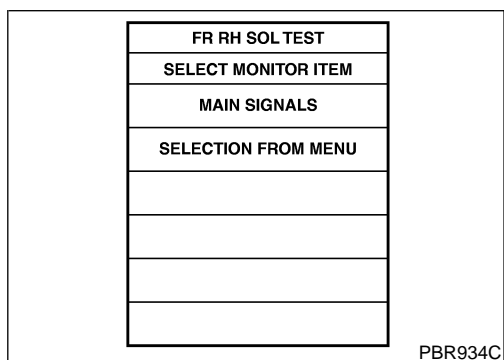 FR RH SOL TEST
SELECT MONITOR ITEM
MAIN SIGNALS
SELECTION FROM MENU
PBR934C